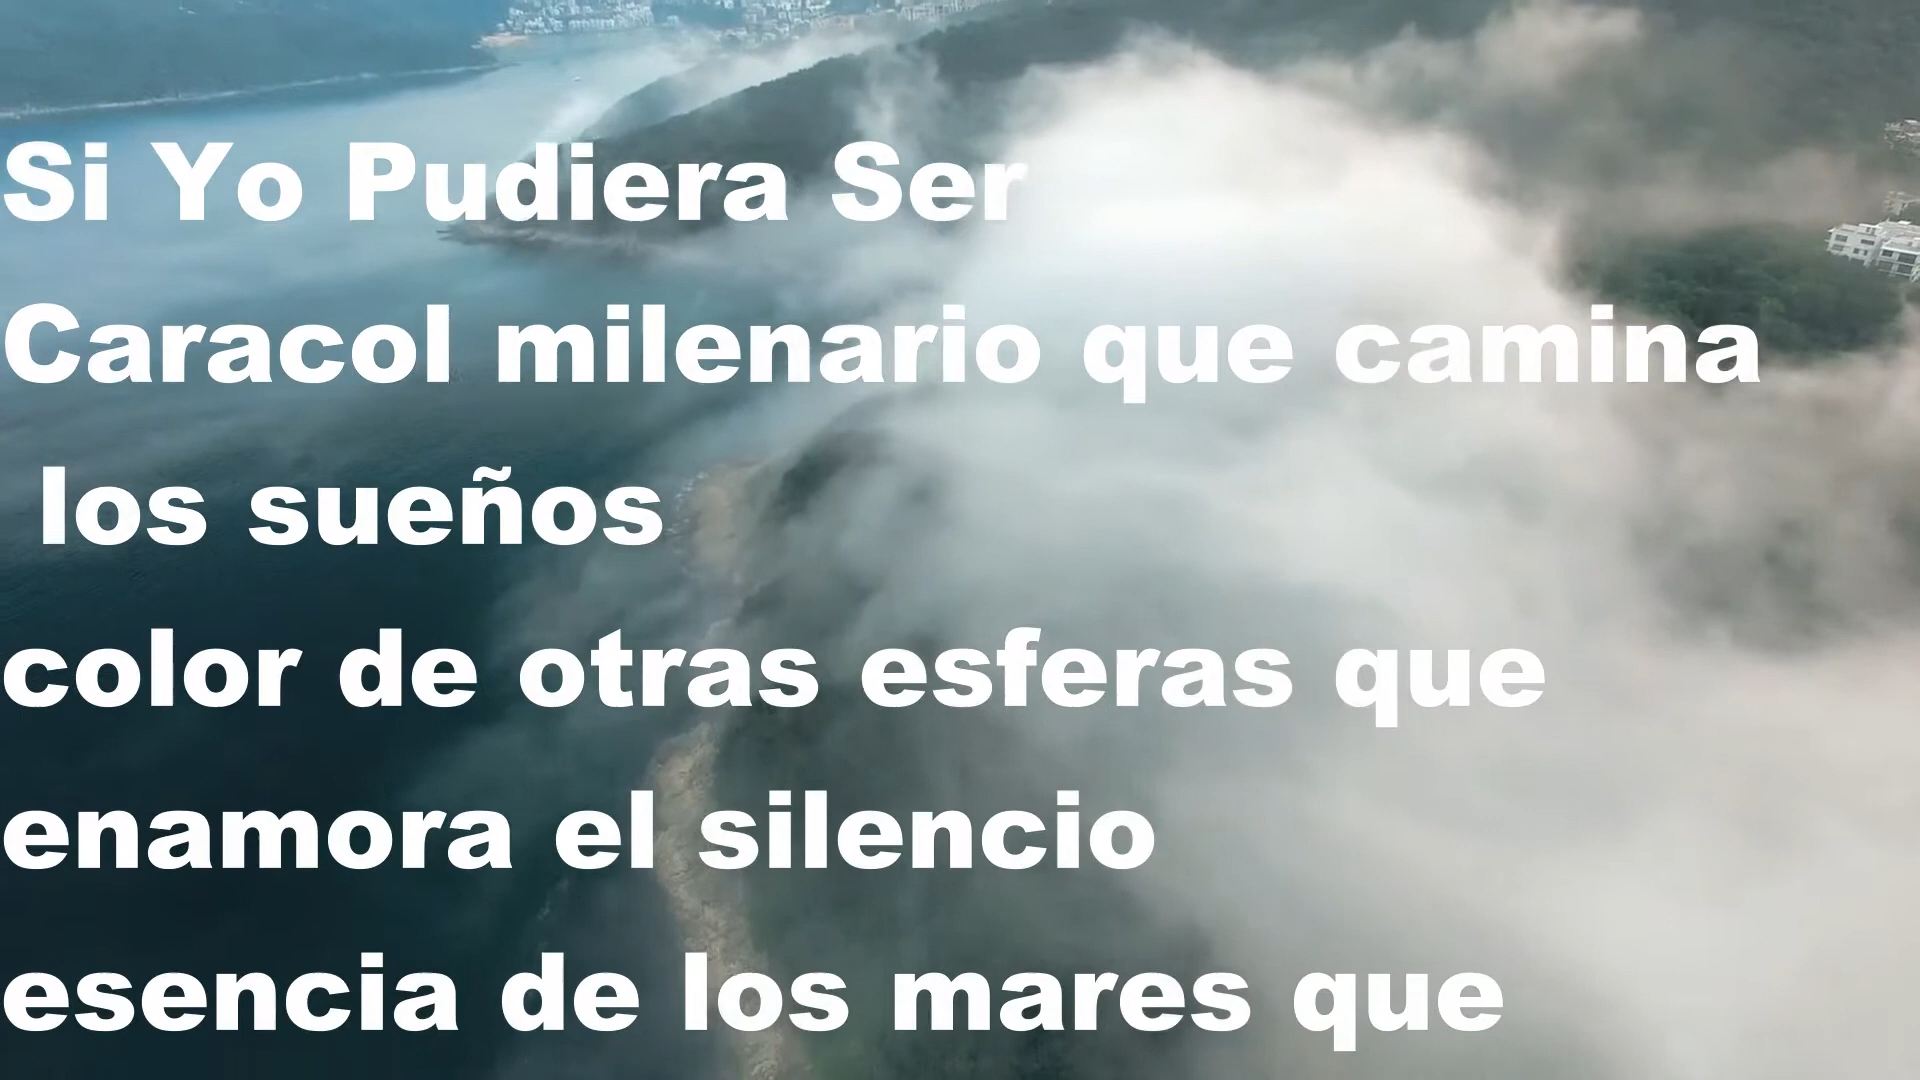 Si Yo Pudiera Ser
Caracol milenario que camina
los sueños
color de otras esferas que
enamora el silencio
esencia de los mares que